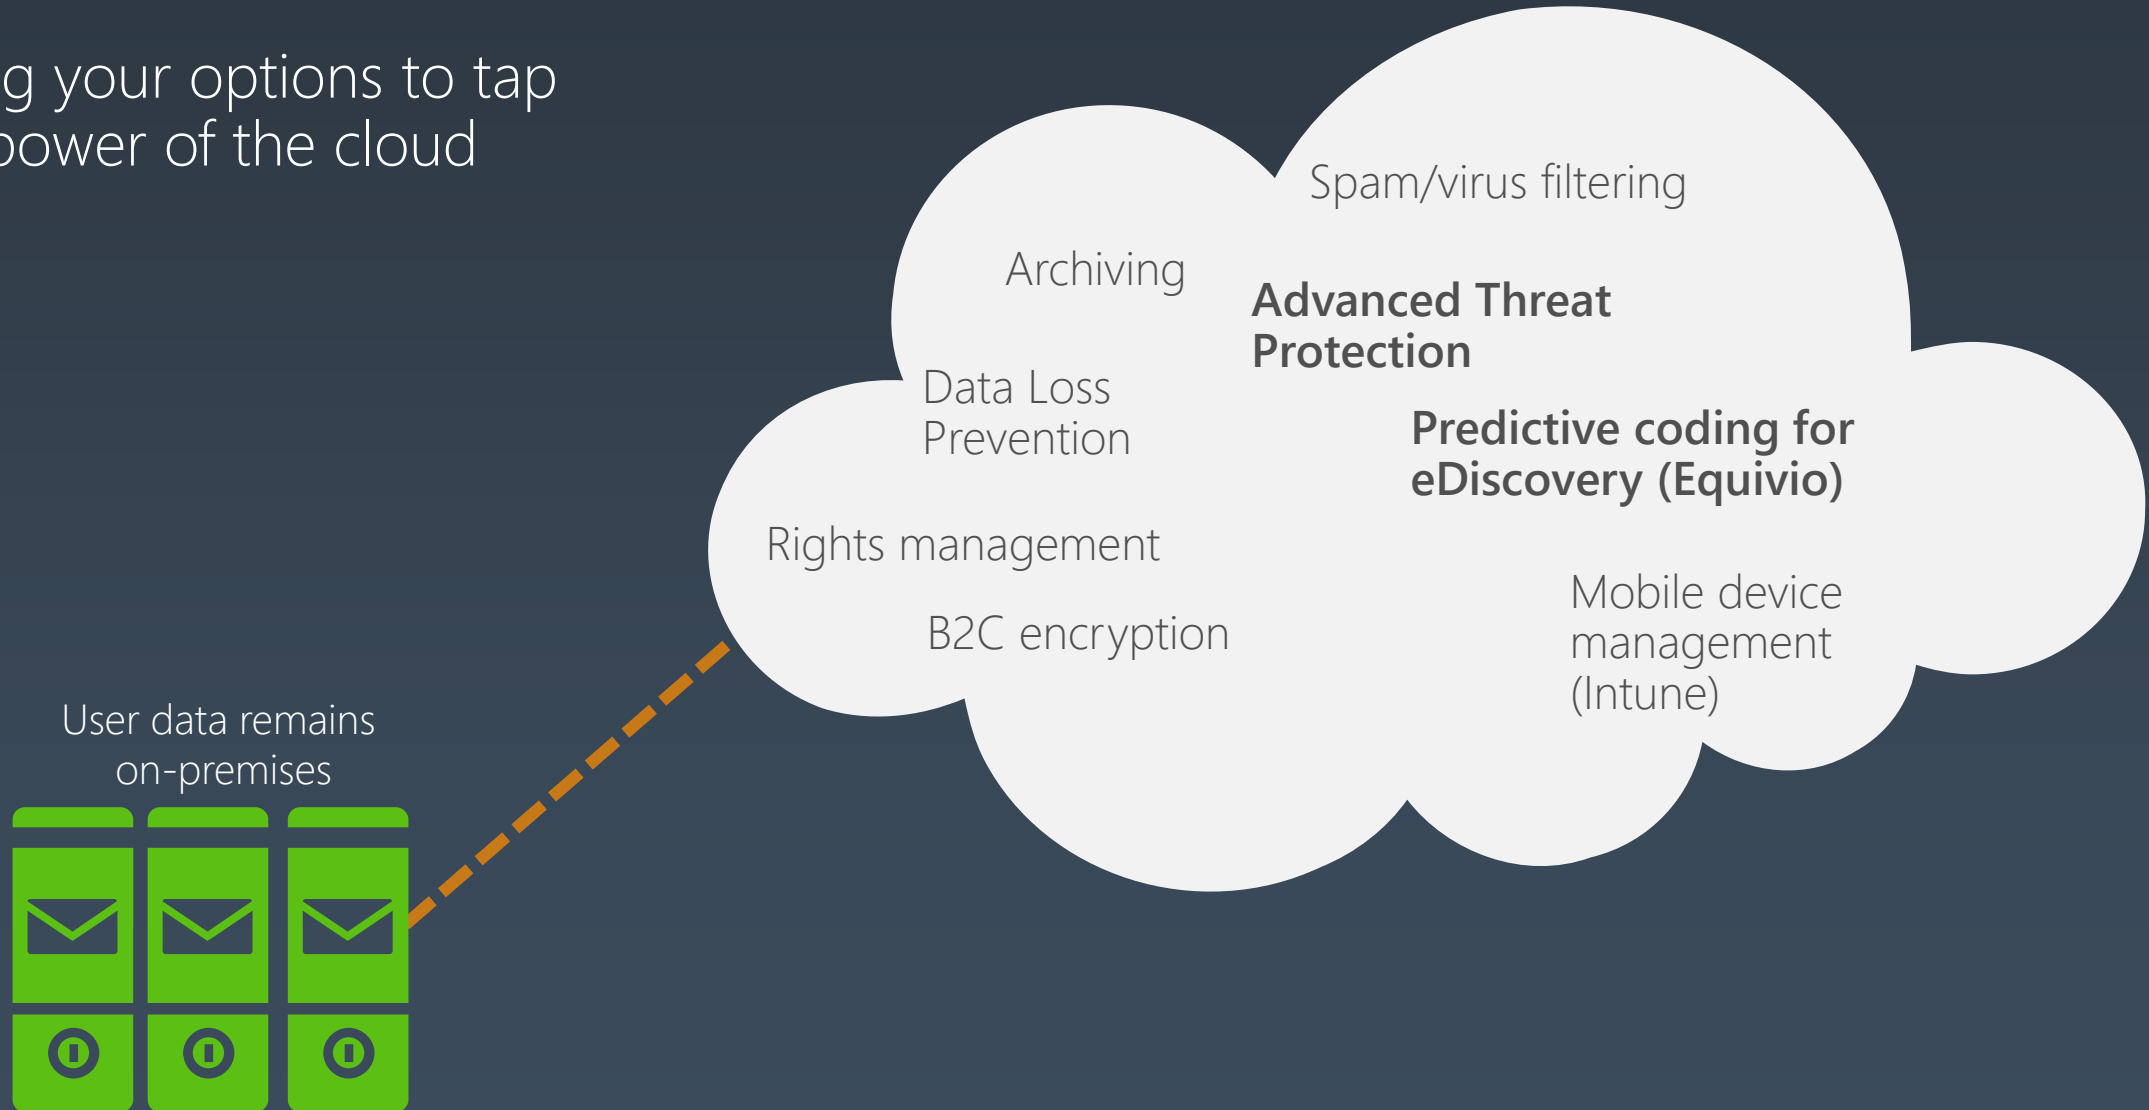 g your options to tap
power of the cloud
Spam/virus filtering
Archiving
Advanced Threat
Protection
Data Loss
Prevention
Predictive coding for
eDiscovery (Equivio)
Rights management
B2C encryption
Mobile device
management
(Intune)
User data remains
on-premises